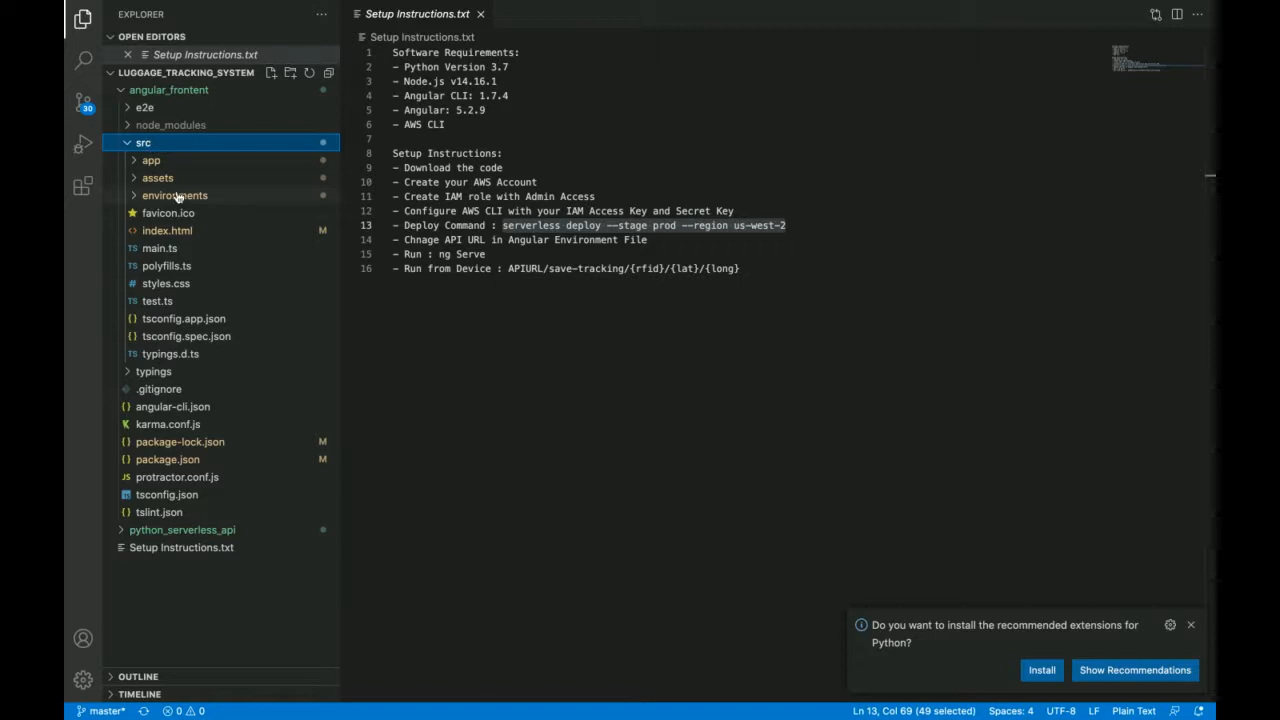 EXPLORER
Setup Instructions.txt
OPEN EDITORS
Setup Instructions.txt
LUGGAGE_TRACKING_SYSTEM
angular_frontent
e2e
node_modules
src
app
assets
environments
favicon.ico
index.html M
TS main.ts
TS polyfills.ts
# styles.css
TS test.ts
{} tsconfig.app.json
{} tsconfig.spec.json
TS typings.d.ts
typings
.gitignore
{} angular-cli.json
karma.conf.js
{} package-lock.json M
{} package.json M
JS protractor.conf.js
tsconfig.json
{} tslint.json
python_serverless_api
Setup Instructions.txt
OUTLINE
TIMELINE
30
Setup Instructions.txt
1 Software Requirements:
2 - Python Version 3.7
3 - Node.js v14.16.1
4 - Angular CLI: 1.7.4
5 - Angular: 5.2.9
6 - AWS CLI
7
8 Setup Instructions:
9 - Download the code
10 - Create your AWS Account
11 - Create IAM role with Admin Access
12 - Configure AWS CLI with your IAM Access Key and Secret Key
13 - Deploy Command : serverless deploy --stage prod --region us-west-2
14 - Chnage API URL in Angular Environment File
15 - Run : ng Serve
16 - Run from Device : APIURL/save-tracking/{rfid}/{lat}/{long}
Do you want to install the recommended extensions for
Python?
Install Show Recommendations
master* 0 0 Ln 13, Col 69 (49 selected) Spaces: 4 UTF-8 LF Plain Text